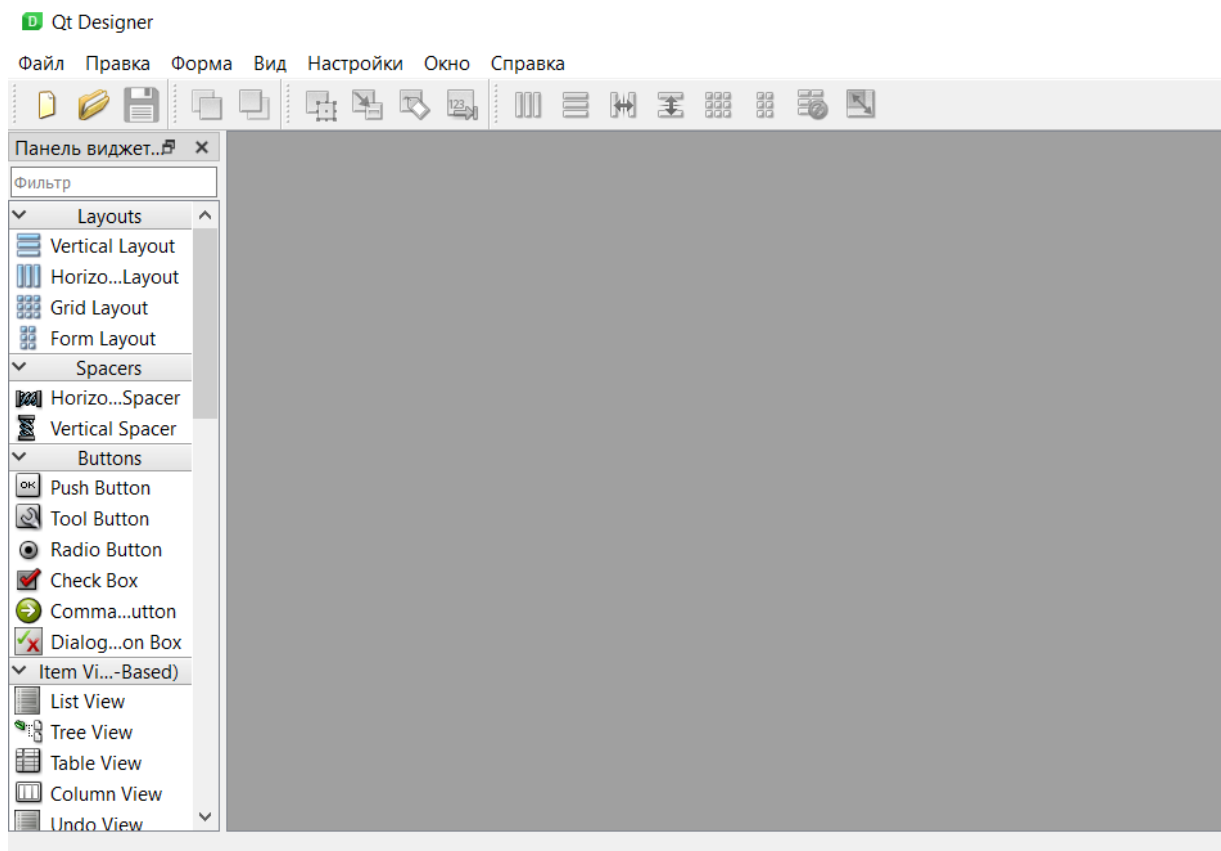 Qt Designer
Файл Правка Форма Вид Настройки Окно Справка
123
Панель виджет..
Фильтр
Layouts
Vertical Layout
Horizo...Layout
Grid Layout
Form Layout
Spacers
Horizo...Spacer
Vertical Spacer
Buttons
OK Push Button
Tool Button
Radio Button
Check Box
Comma...utton
Dialog...on Box
Item Vi...-Based)
List View
Tree View
Table View
Column View
Undo View